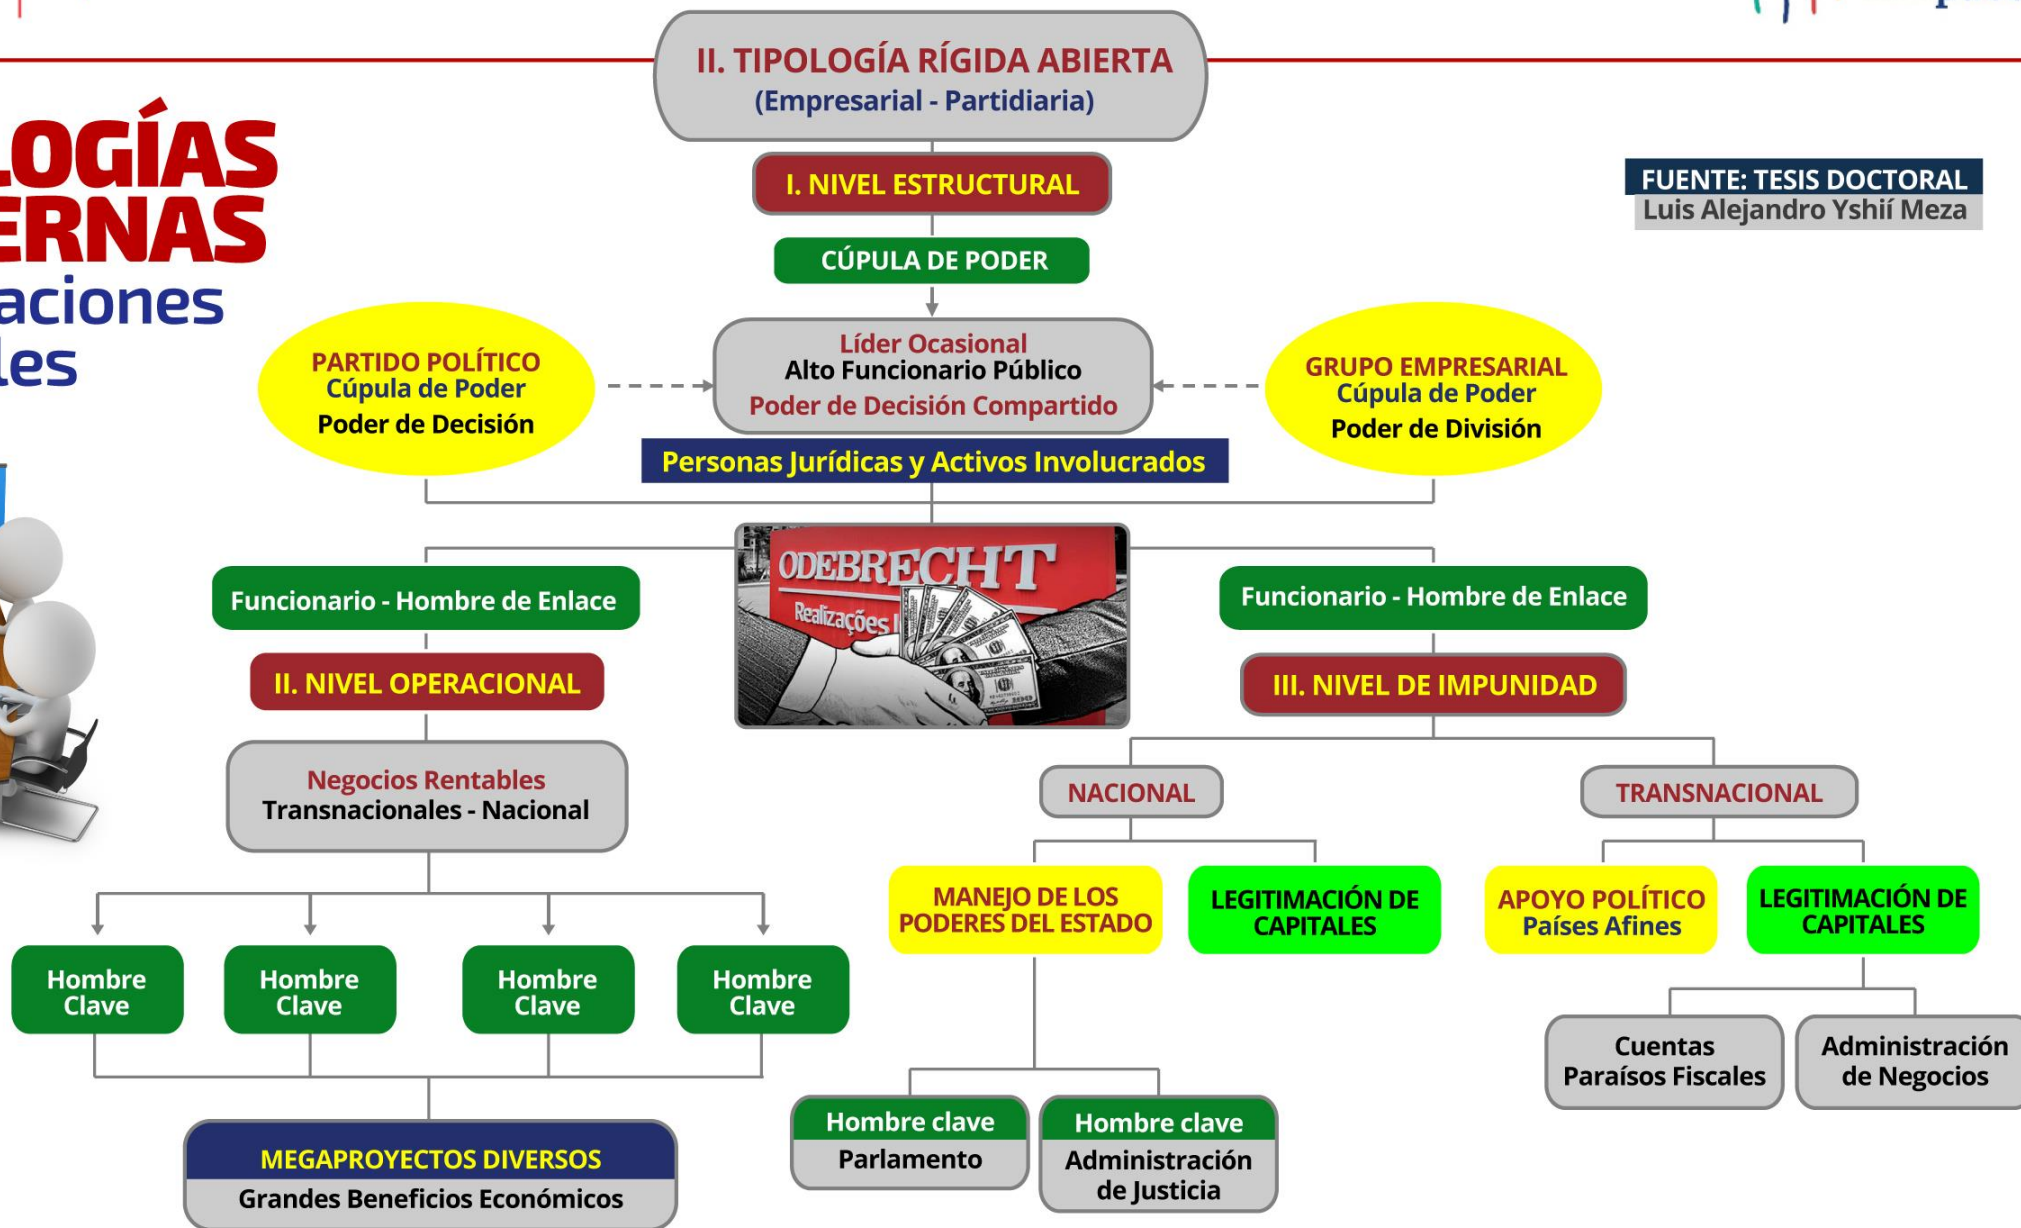 II. TIPOLOGÍA RÍGIDA ABIERTA
(Empresarial - Partidiaria)
LOGÍAS
ERNAS
aciones
les
FUENTE: TESIS DOCTORAL
Luis Alejandro Yshií Meza
I. NIVEL ESTRUCTURAL
CÚPULA DE PODER
PARTIDO POLÍTICO
Cúpula de Poder
Poder de Decisión
Líder Ocasional
Alto Funcionario Público
Poder de Decisión Compartido
GRUPO EMPRESARIAL
Cúpula de Poder
Poder de División
Personas Jurídicas y Activos Involucrados
ODEBRECHT
Realizações I
Funcionario - Hombre de Enlace
Funcionario - Hombre de Enlace
II. NIVEL OPERACIONAL
III. NIVEL DE IMPUNIDAD
Negocios Rentables
Transnacionales - Nacional
NACIONAL
TRANSNACIONAL
MANEJO DE LOS
PODERES DEL ESTADO
LEGITIMACIÓN DE
CAPITALES
APOYO POLÍTICO
Países Afines
LEGITIMACIÓN DE
CAPITALES
Hombre
Clave
Hombre
Clave
Hombre
Clave
Hombre
Clave
Cuentas
Paraísos Fiscales
Administración
de Negocios
MEGAPROYECTOS DIVERSOS
Grandes Beneficios Económicos
Hombre clave
Parlamento
Hombre clave
Administración
de Justicia